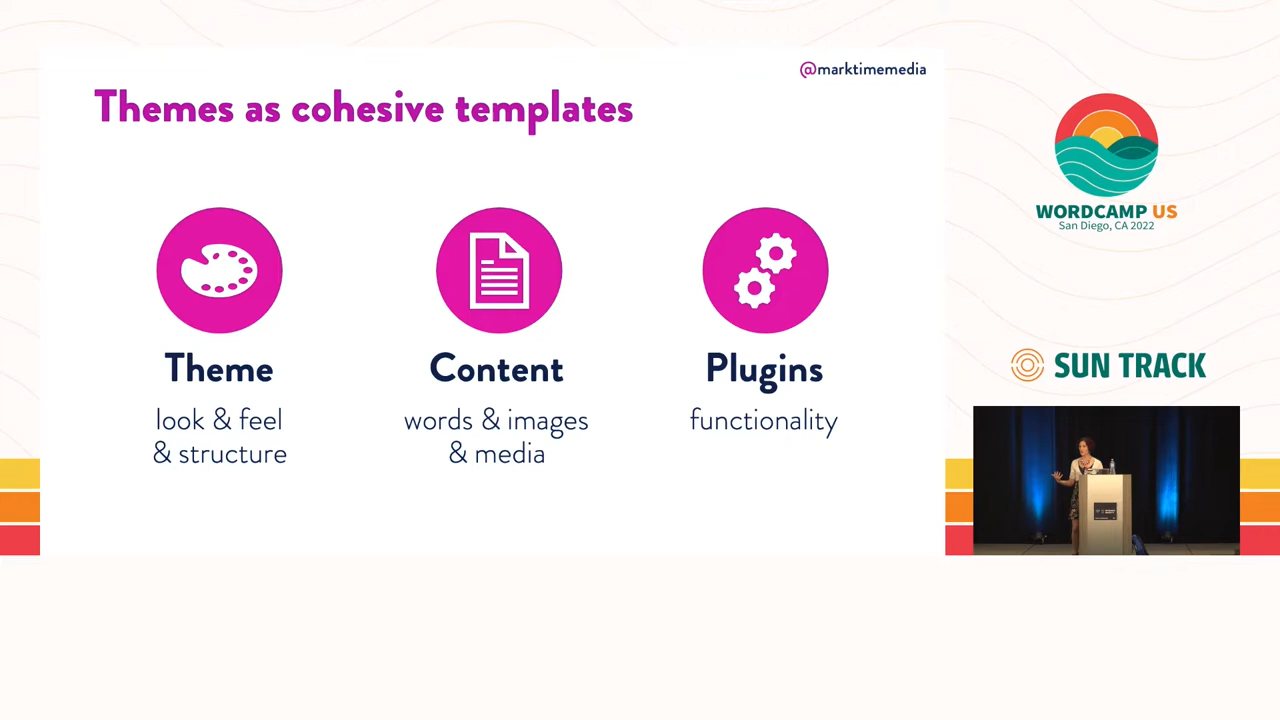 @marktimemedia
Themes as cohesive templates
Theme
look & feel
& structure
Content
words & images
& media
Plugins
functionality
WORDCAMP US
San Diego, CA 2022
SUN TRACK